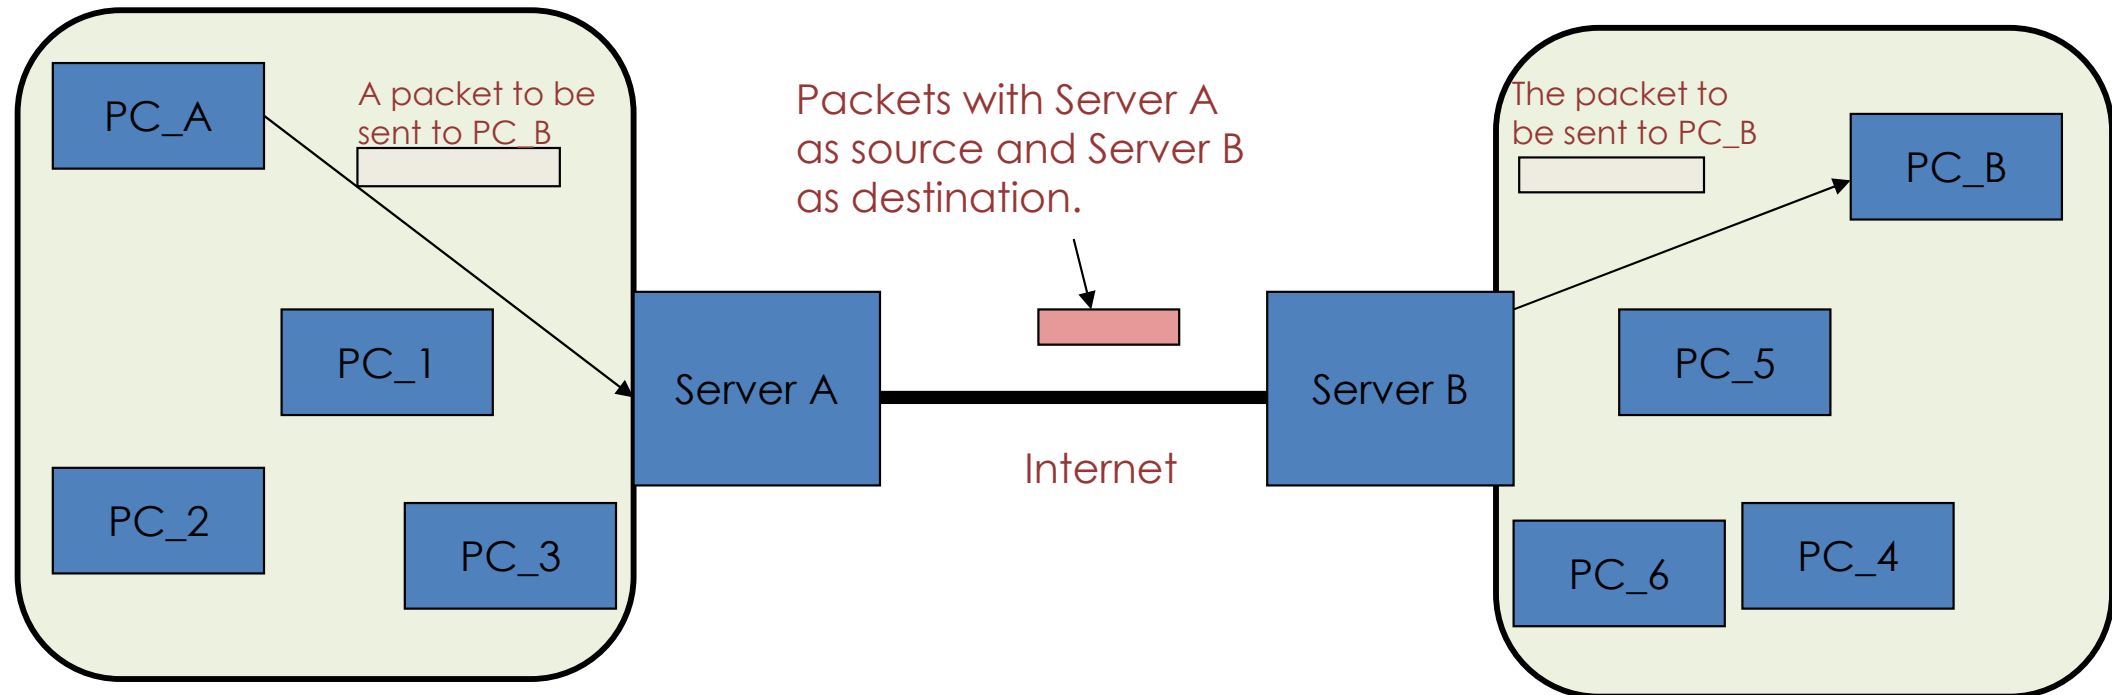 PC_A
A packet to be
sent to PC_B
PC_1
PC_2
PC_3
Server A
Packets with Server A
as source and Server B
as destination.
Internet
Server B
The packet to
be sent to PC_B
PC_B
PC_5
PC_6
PC_4